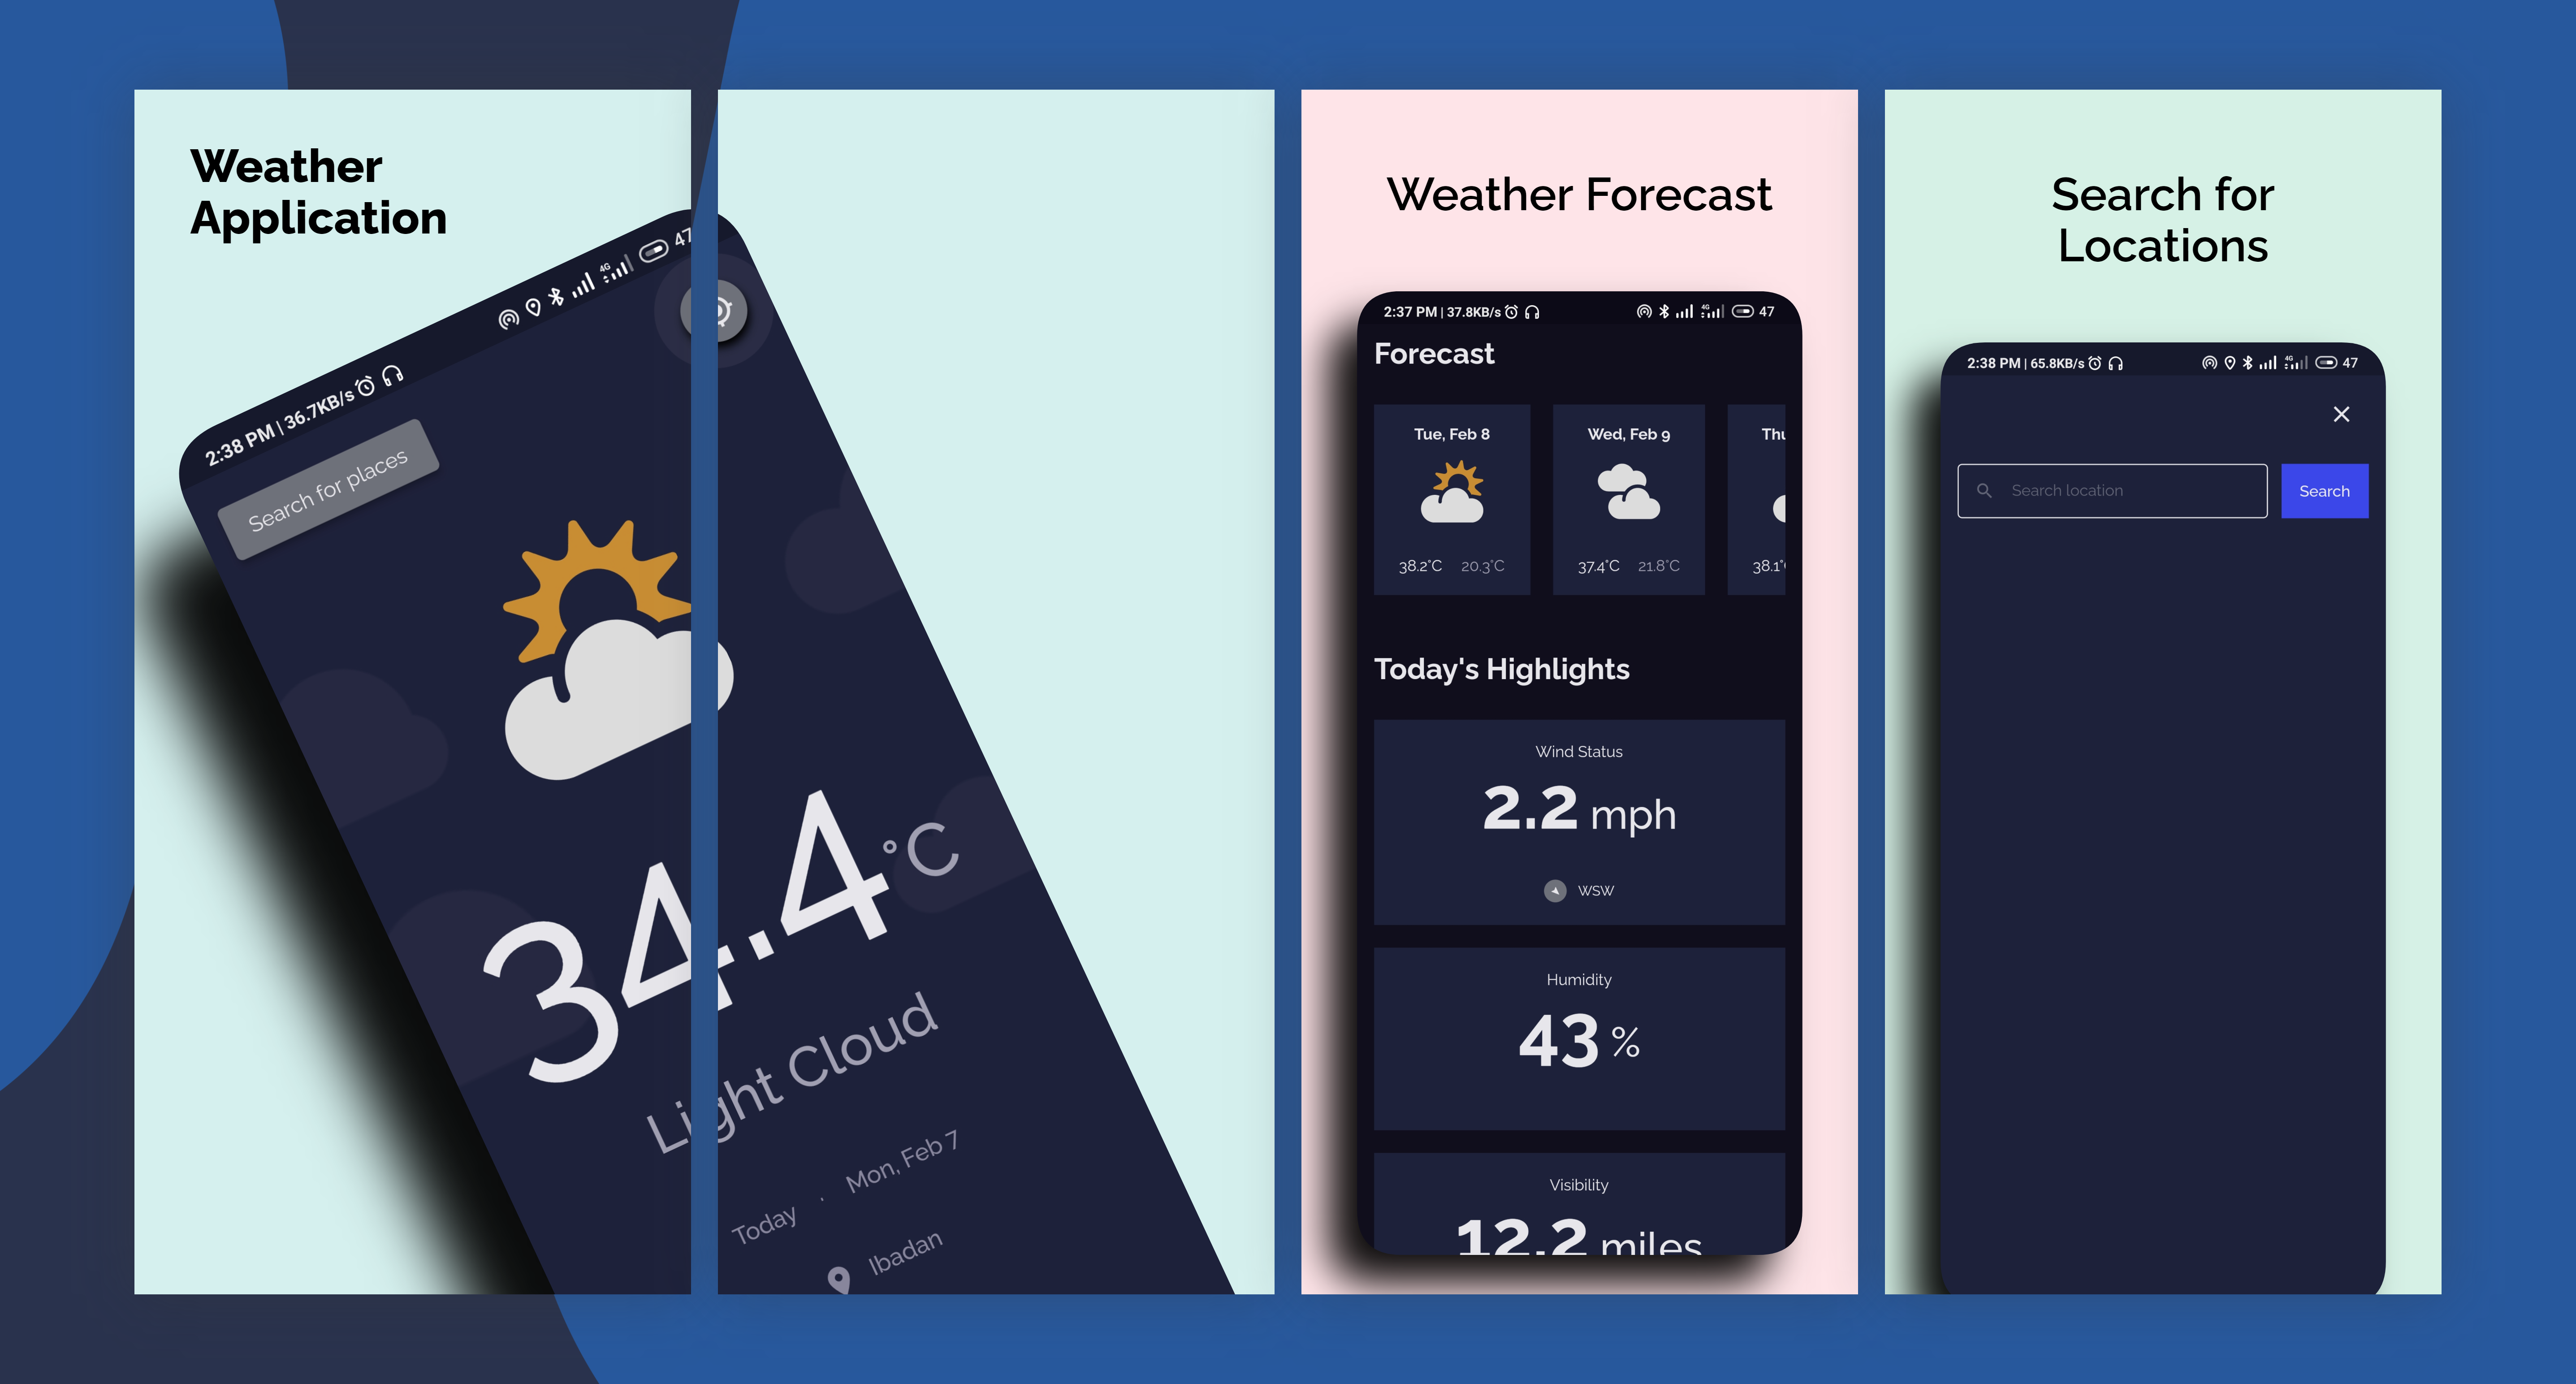 Weather
Application
2:38 PM | 36.7KB/s
4G
47
Search for places
34.4°C
Light Cloud
Today · Mon, Feb 7
Ibadan
Weather Forecast
2:37 PM | 37.8KB/s
4G
47
Forecast
Tue, Feb 8
38.2°C 20.3°C
Wed, Feb 9
37.4°C 21.8°C
Thu
38.1°C
Today's Highlights
Wind Status
2.2 mph
WSW
Humidity
43 %
Visibility
12.2 miles
Search for
Locations
2:38 PM | 65.8KB/s
4G
47
Search location
Search